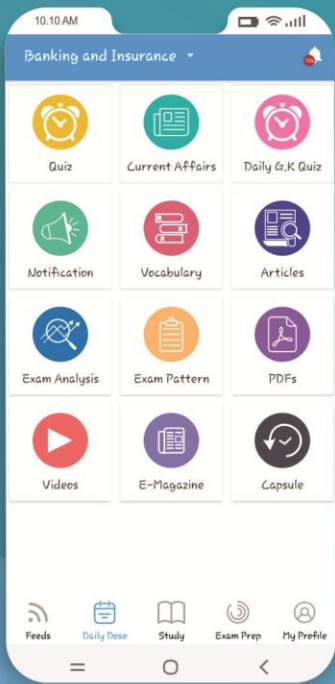 10.10 AM
Banking and Insurance
Quiz
Current Affairs
Daily G.K Quiz
Notification
Vocabulary
Articles
Exam Analysis
Exam Pattern
PDFs
Videos
E-Magazine
Capsule
Feeds
Daily Dose
Study
Exam Prep
My Profile